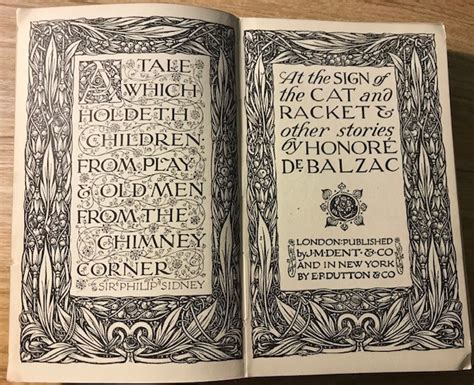 A TALE
WHICH
HOLDETH
CHILDREN
FROM PLAY
& OLD MEN
FROM THE
CHIMNEY
CORNER
SIR PHILIP SIDNEY
At the SIGN of
the CAT and
RACKET &
other stories
by HONORÉ
DE BALZAC
LONDON: PUBLISHED
by J.M. DENT & CO
AND IN NEW YORK
BY E.P. DUTTON & CO